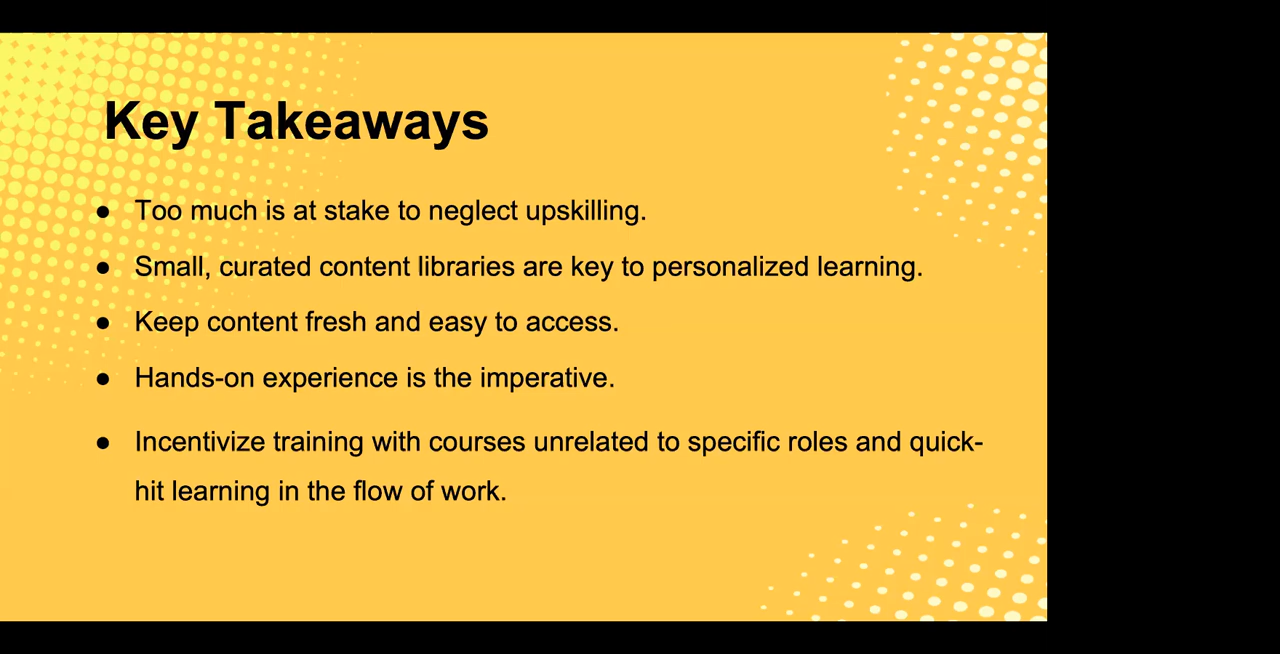 Key Takeaways
● Too much is at stake to neglect upskilling.
● Small, curated content libraries are key to personalized learning.
● Keep content fresh and easy to access.
● Hands-on experience is the imperative.
● Incentivize training with courses unrelated to specific roles and quick-
hit learning in the flow of work.